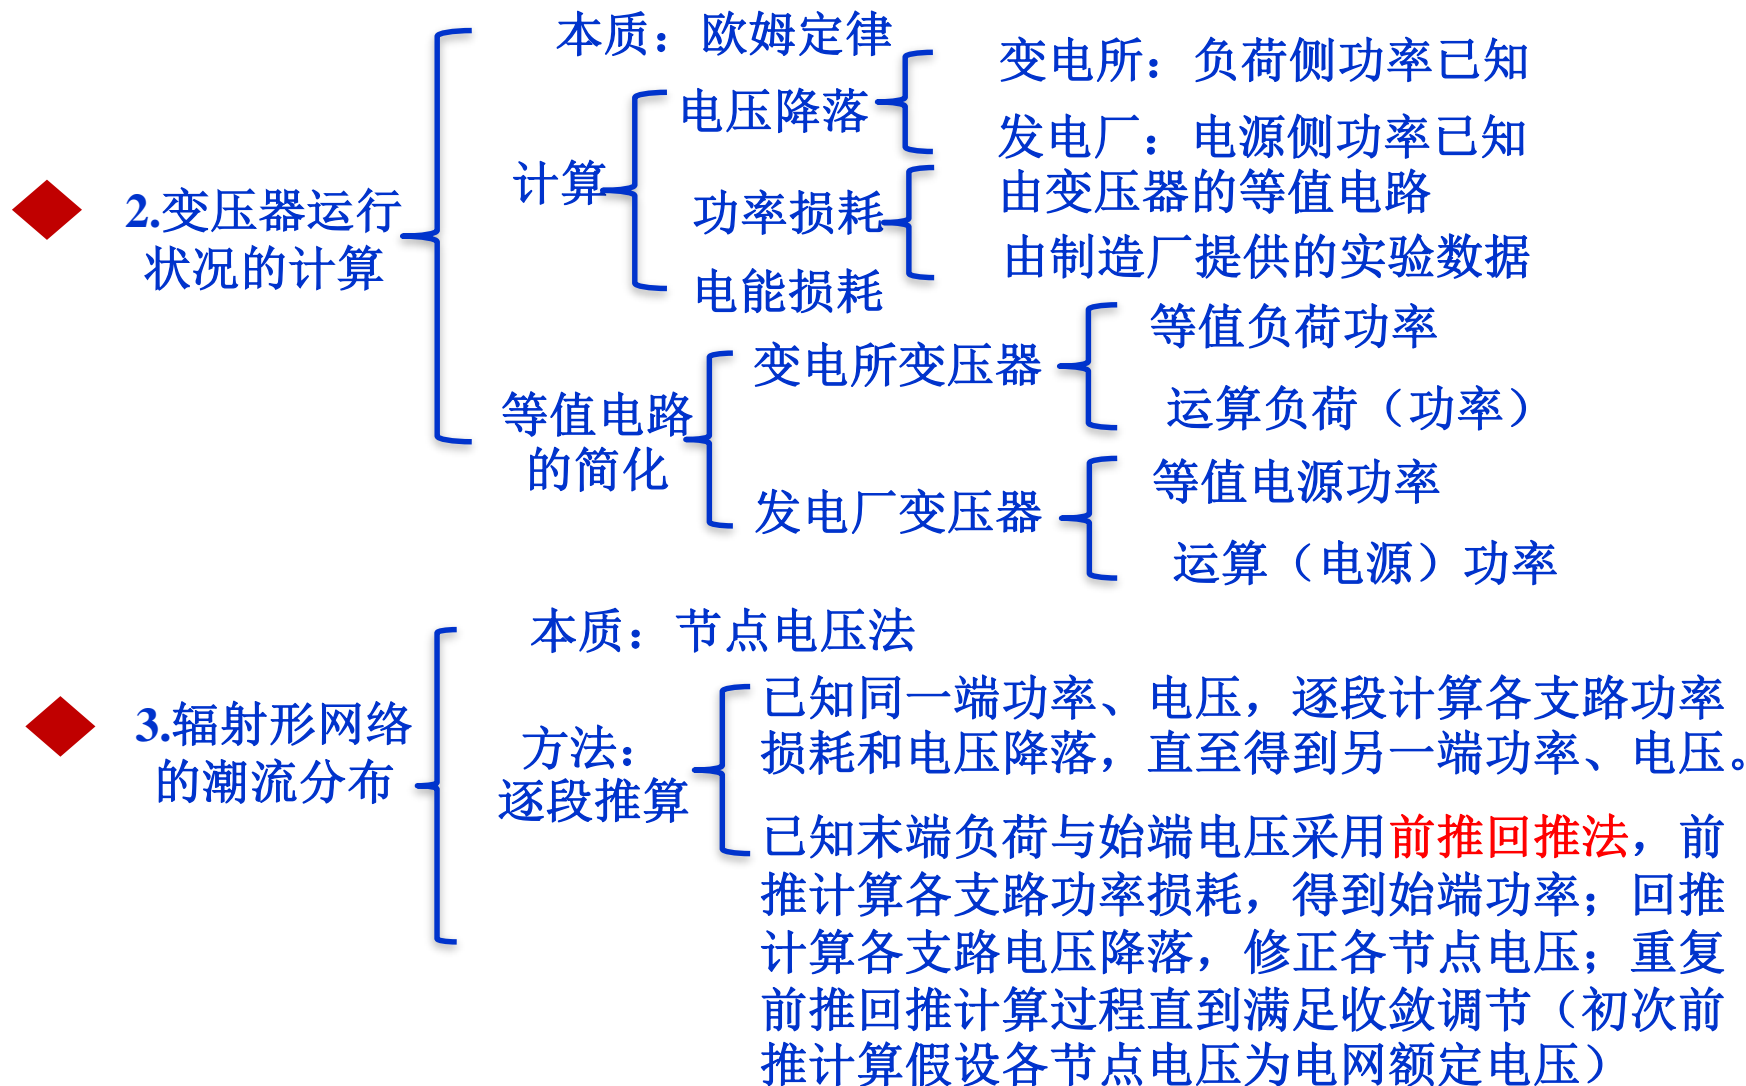 本质：欧姆定律
变电所：负荷侧功率已知
电压降落
发电厂：电源侧功率已知
计算
由变压器的等值电路
2.变压器运行
状况的计算
功率损耗
由制造厂提供的实验数据
电能损耗
等值负荷功率
变电所变压器
运算负荷（功率）
等值电路
的简化
等值电源功率
发电厂变压器
运算（电源）功率
本质：节点电压法
3.辐射形网络
的潮流分布
方法：
逐段推算
已知同一端功率、电压，逐段计算各支路功率
损耗和电压降落，直至得到另一端功率、电压。
已知末端负荷与始端电压采用前推回推法，前
推计算各支路功率损耗，得到始端功率；回推
计算各支路电压降落，修正各节点电压；重复
前推回推计算过程直到满足收敛调节（初次前
推计算假设各节点电压为电网额定电压）